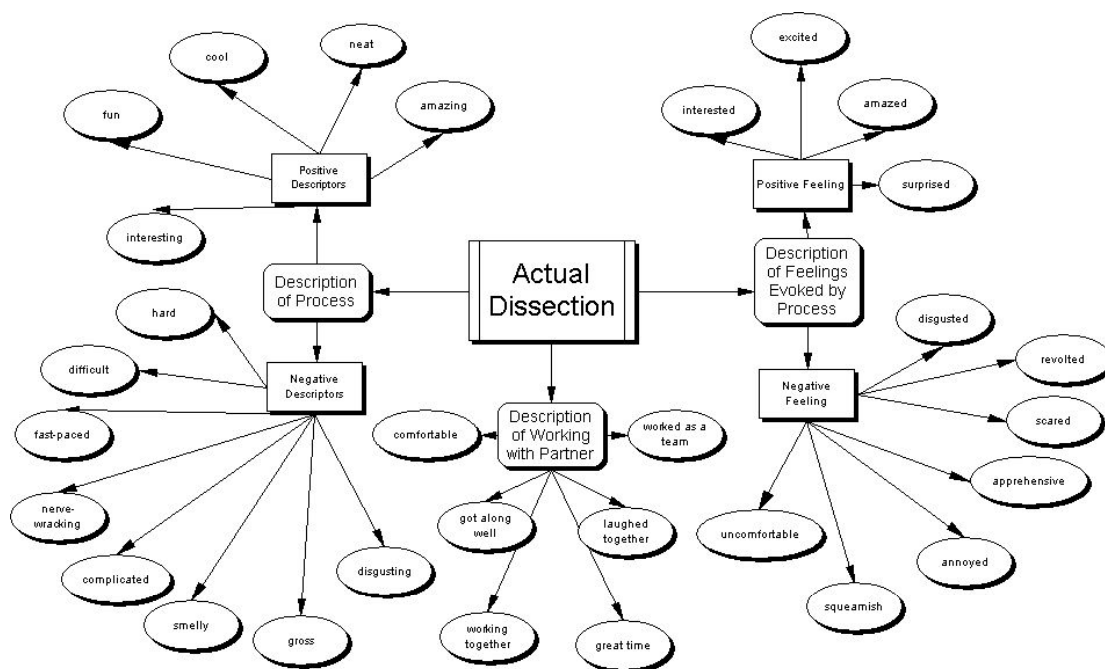 excited
neat
cool
amazing
fun
interested
amazed
Positive
Descriptors
Positive Feeling
surprised
interesting
Description
of Process
Actual
Dissection
Description
of Feelings
Evoked by
Process
hard
disgusted
difficult
Negative
Descriptors
Negative
Feeling
revolted
fast-paced
comfortable
Description
of Working
with Partner
worked as a
team
scared
nerve-
wracking
got along
well
laughed
together
apprehensive
uncomfortable
complicated
disgusting
annoyed
smelly
gross
working
together
great time
squeamish